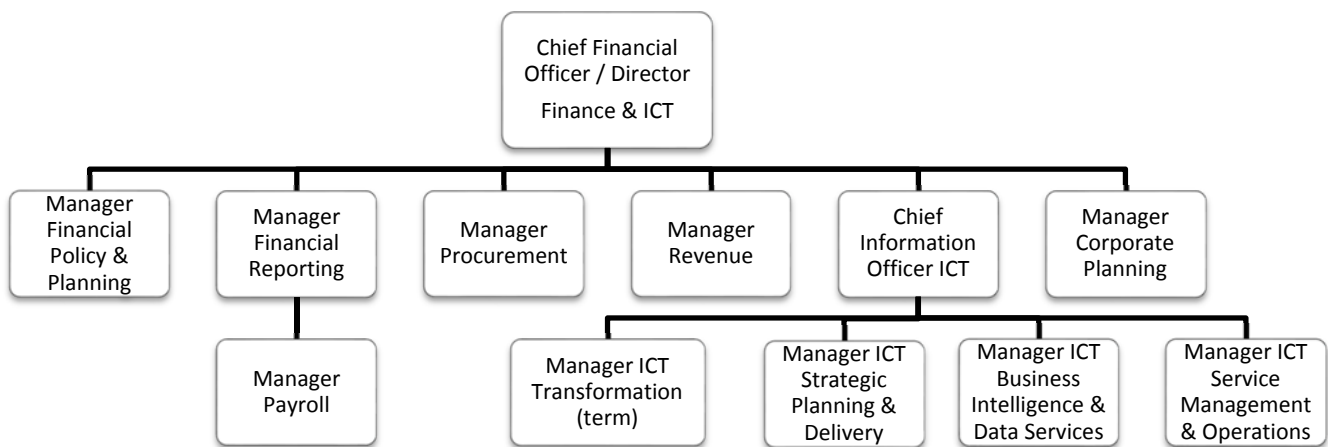 Chief Financial
Officer / Director
Finance & ICT
Manager
Financial
Policy &
Planning
Manager
Financial
Reporting
Manager
Procurement
Manager
Revenue
Chief
Information
Officer ICT
Manager
Corporate
Planning
Manager
Payroll
Manager ICT
Transformation
(term)
Manager ICT
Strategic
Planning &
Delivery
Manager ICT
Business
Intelligence &
Data Services
Manager ICT
Service
Management
& Operations